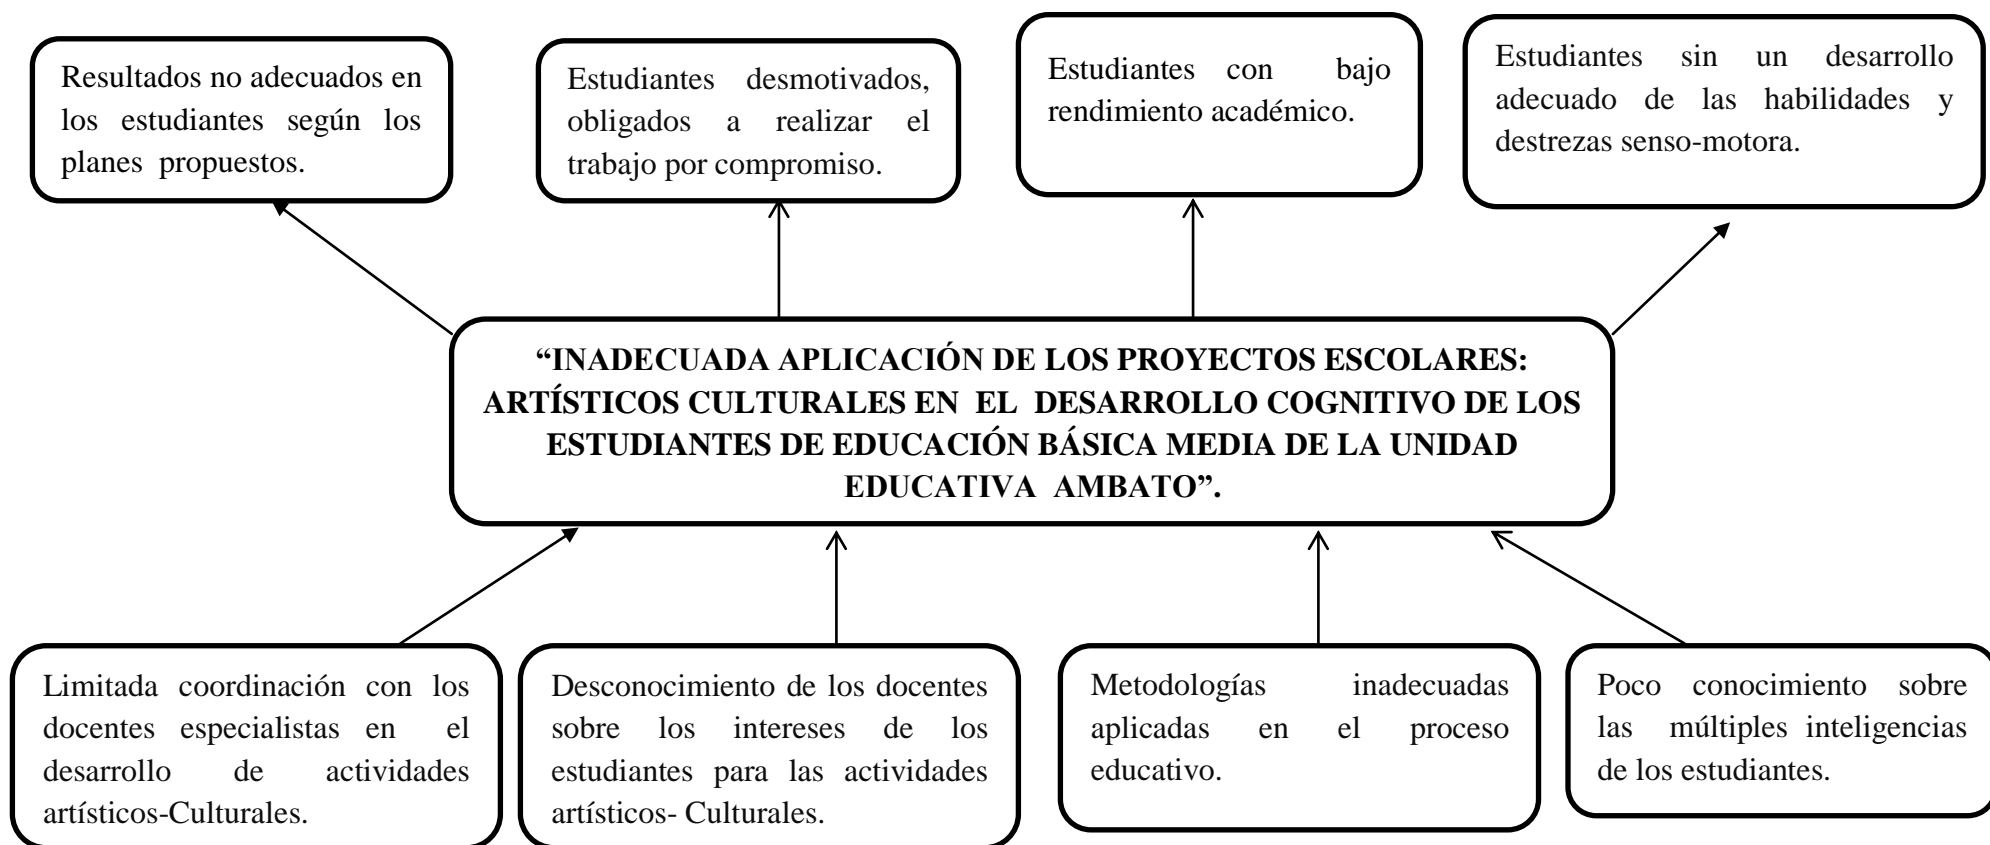 Resultados no adecuados en
los estudiantes según los
planes propuestos.
Estudiantes desmotivados,
obligados a realizar el
trabajo por compromiso.
Estudiantes con bajo
rendimiento académico.
Estudiantes sin un desarrollo
adecuado de las habilidades y
destrezas senso-motora.
“INADECUADA APLICACIÓN DE LOS PROYECTOS ESCOLARES:
ARTÍSTICOS CULTURALES EN EL DESARROLLO COGNITIVO DE LOS
ESTUDIANTES DE EDUCACIÓN BÁSICA MEDIA DE LA UNIDAD
EDUCATIVA AMBATO”.
Limitada coordinación con los
docentes especialistas en el
desarrollo de actividades
artísticos-Culturales.
Desconocimiento de los docentes
sobre los intereses de los
estudiantes para las actividades
artísticos- Culturales.
Metodologías inadecuadas
aplicadas en el proceso
educativo.
Poco conocimiento sobre
las múltiples inteligencias
de los estudiantes.